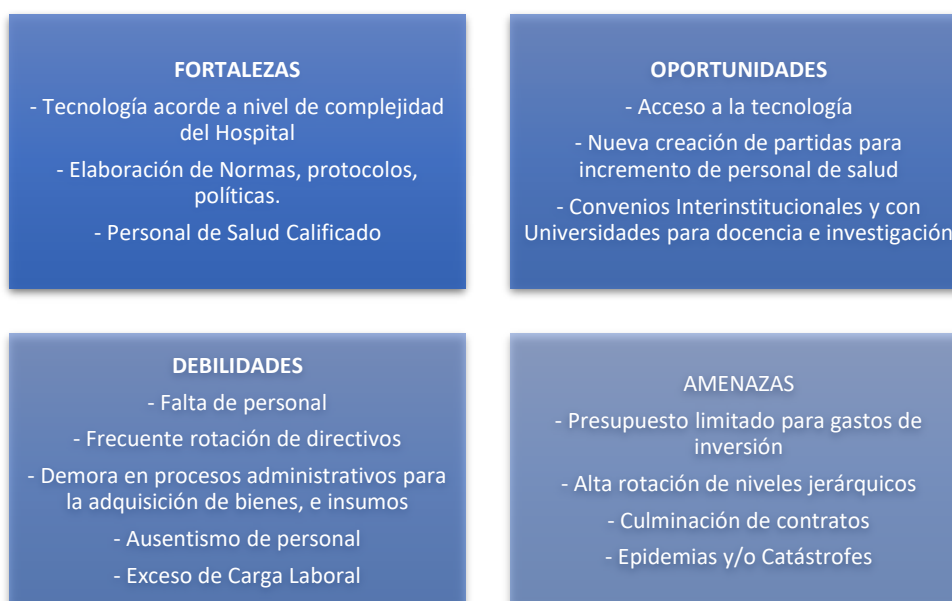 FORTALEZAS
- Tecnología acorde a nivel de complejidad
del Hospital
- Elaboración de Normas, protocolos,
políticas.
- Personal de Salud Calificado
OPORTUNIDADES
- Acceso a la tecnología
- Nueva creación de partidas para
incremento de personal de salud
- Convenios Interinstitucionales y con
Universidades para docencia e investigación
DEBILIDADES
- Falta de personal
- Frecuente rotación de directivos
- Demora en procesos administrativos para
la adquisición de bienes, e insumos
- Ausentismo de personal
- Exceso de Carga Laboral
AMENAZAS
- Presupuesto limitado para gastos de
inversión
- Alta rotación de niveles jerárquicos
- Culminación de contratos
- Epidemias y/o Catástrofes